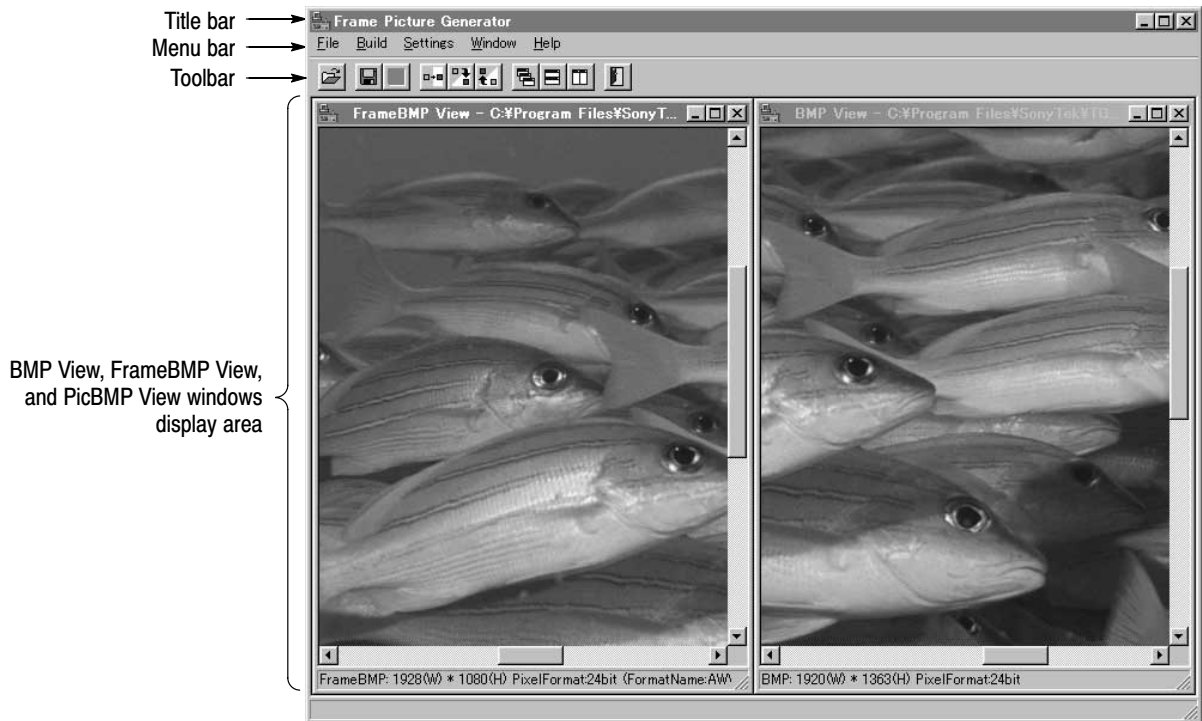 Title bar
Frame Picture Generator
Menu bar
File Build Settings Window Help
Toolbar
FrameBMP View - C:¥Program Files¥SonyT...
BMP View - C:¥Program Files¥SonyTek¥TG...
BMP View, FrameBMP View,
and PicBMP View windows
display area
FrameBMP: 1928(W) * 1080(H) PixelFormat:24bit (FormatName:AW
BMP: 1920(W) * 1363(H) PixelFormat:24bit